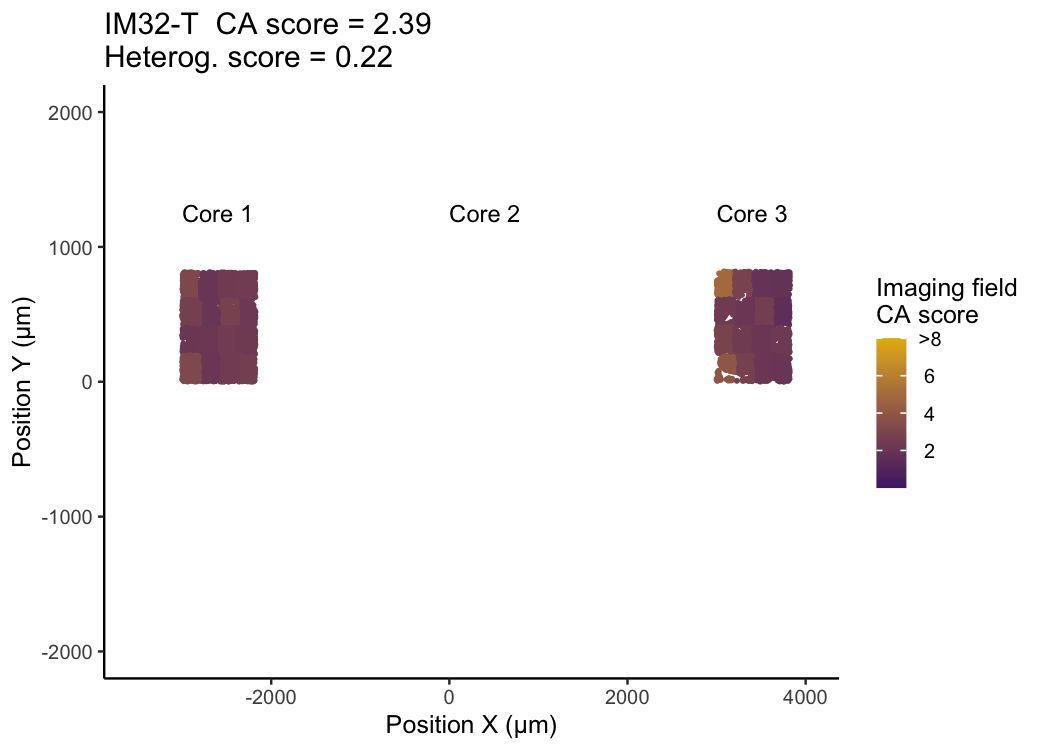 IM32-T  CA score = 2.39
Heterog. score = 0.22
Position Y (µm)
2000
1000
0
-1000
-2000
Core 1
Core 2
Core 3
-2000
0
2000
4000
Position X (µm)
Imaging field
CA score
>8
6
4
2